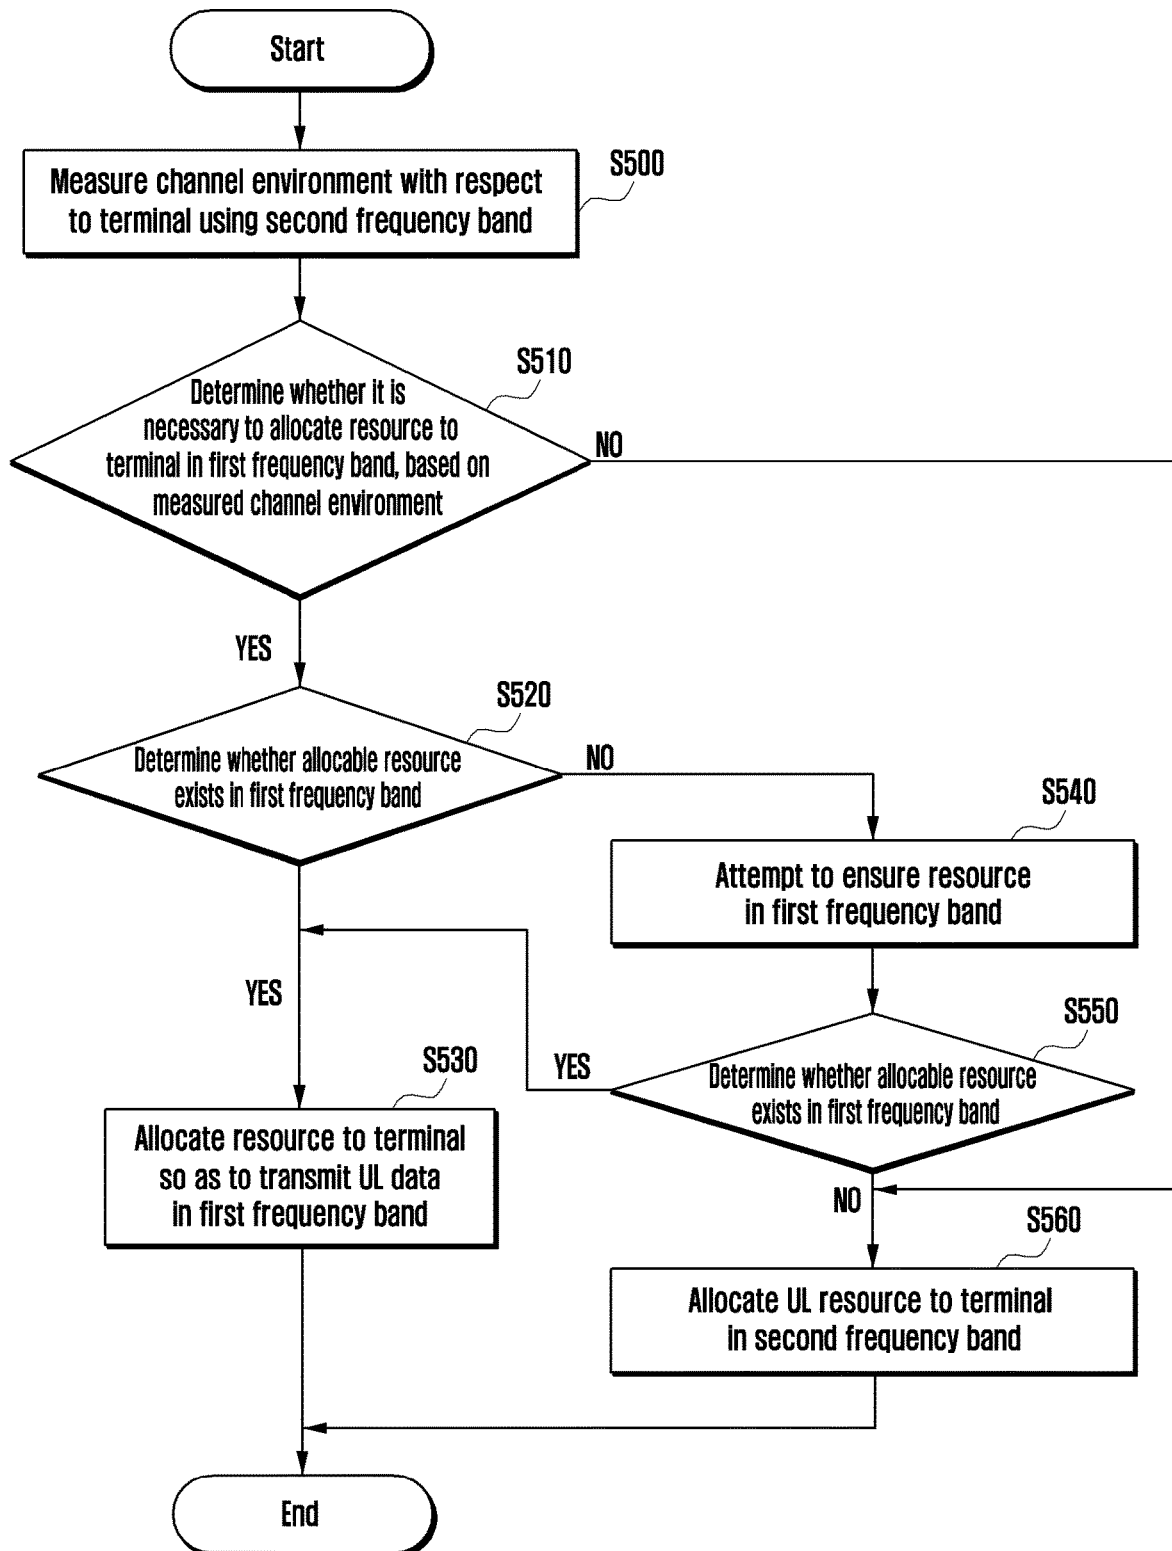 Start
S500
Measure channel environment with respect
to terminal using second frequency band
S510
Determine whether it is
necessary to allocate resource to
terminal in first frequency band, based on
measured channel environment
NO
YES
S520
Determine whether allocable resource
exists in first frequency band
NO
S540
Attempt to ensure resource
in first frequency band
YES
S550
Determine whether allocable resource
exists in first frequency band
YES
S530
Allocate resource to terminal
so as to transmit UL data
in first frequency band
NO
S560
Allocate UL resource to terminal
in second frequency band
End